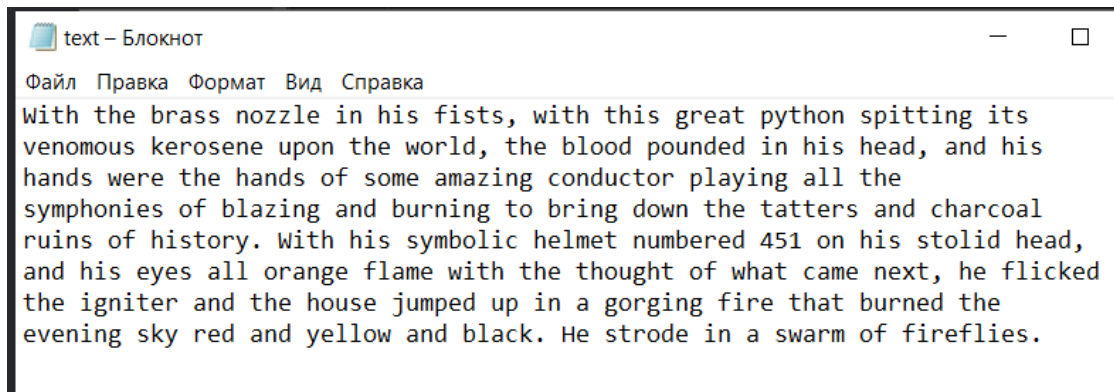 text – Блокнот
Файл Правка Формат Вид Справка
With the brass nozzle in his fists, with this great python spitting its
venomous kerosene upon the world, the blood pounded in his head, and his
hands were the hands of some amazing conductor playing all the
symphonies of blazing and burning to bring down the tatters and charcoal
ruins of history. With his symbolic helmet numbered 451 on his stolid head,
and his eyes all orange flame with the thought of what came next, he flicked
the igniter and the house jumped up in a gorging fire that burned the
evening sky red and yellow and black. He strode in a swarm of fireflies.